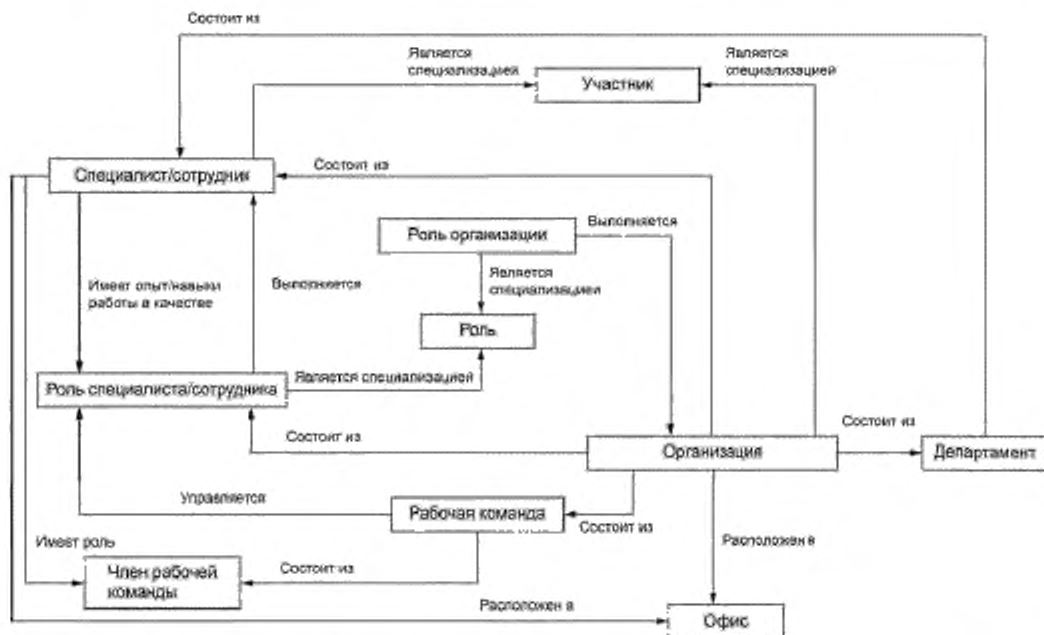 Состоит из
Является
специализацией
Является
специализацией
Участник
Специалист/сотрудник
Состоит из
Роль организации
Выполняется
Имеет опыт/навыки
работы в качестве
Выполняется
Является
специализацией
Роль
Роль специалиста/сотрудника
Является специализацией
Состоит из
Состоит из
Организация
Департамент
Управляется
Рабочая команда
Состоит из
Расположен в
Имеет роль
Член рабочей
команды
Состоит из
Расположен в
Офис